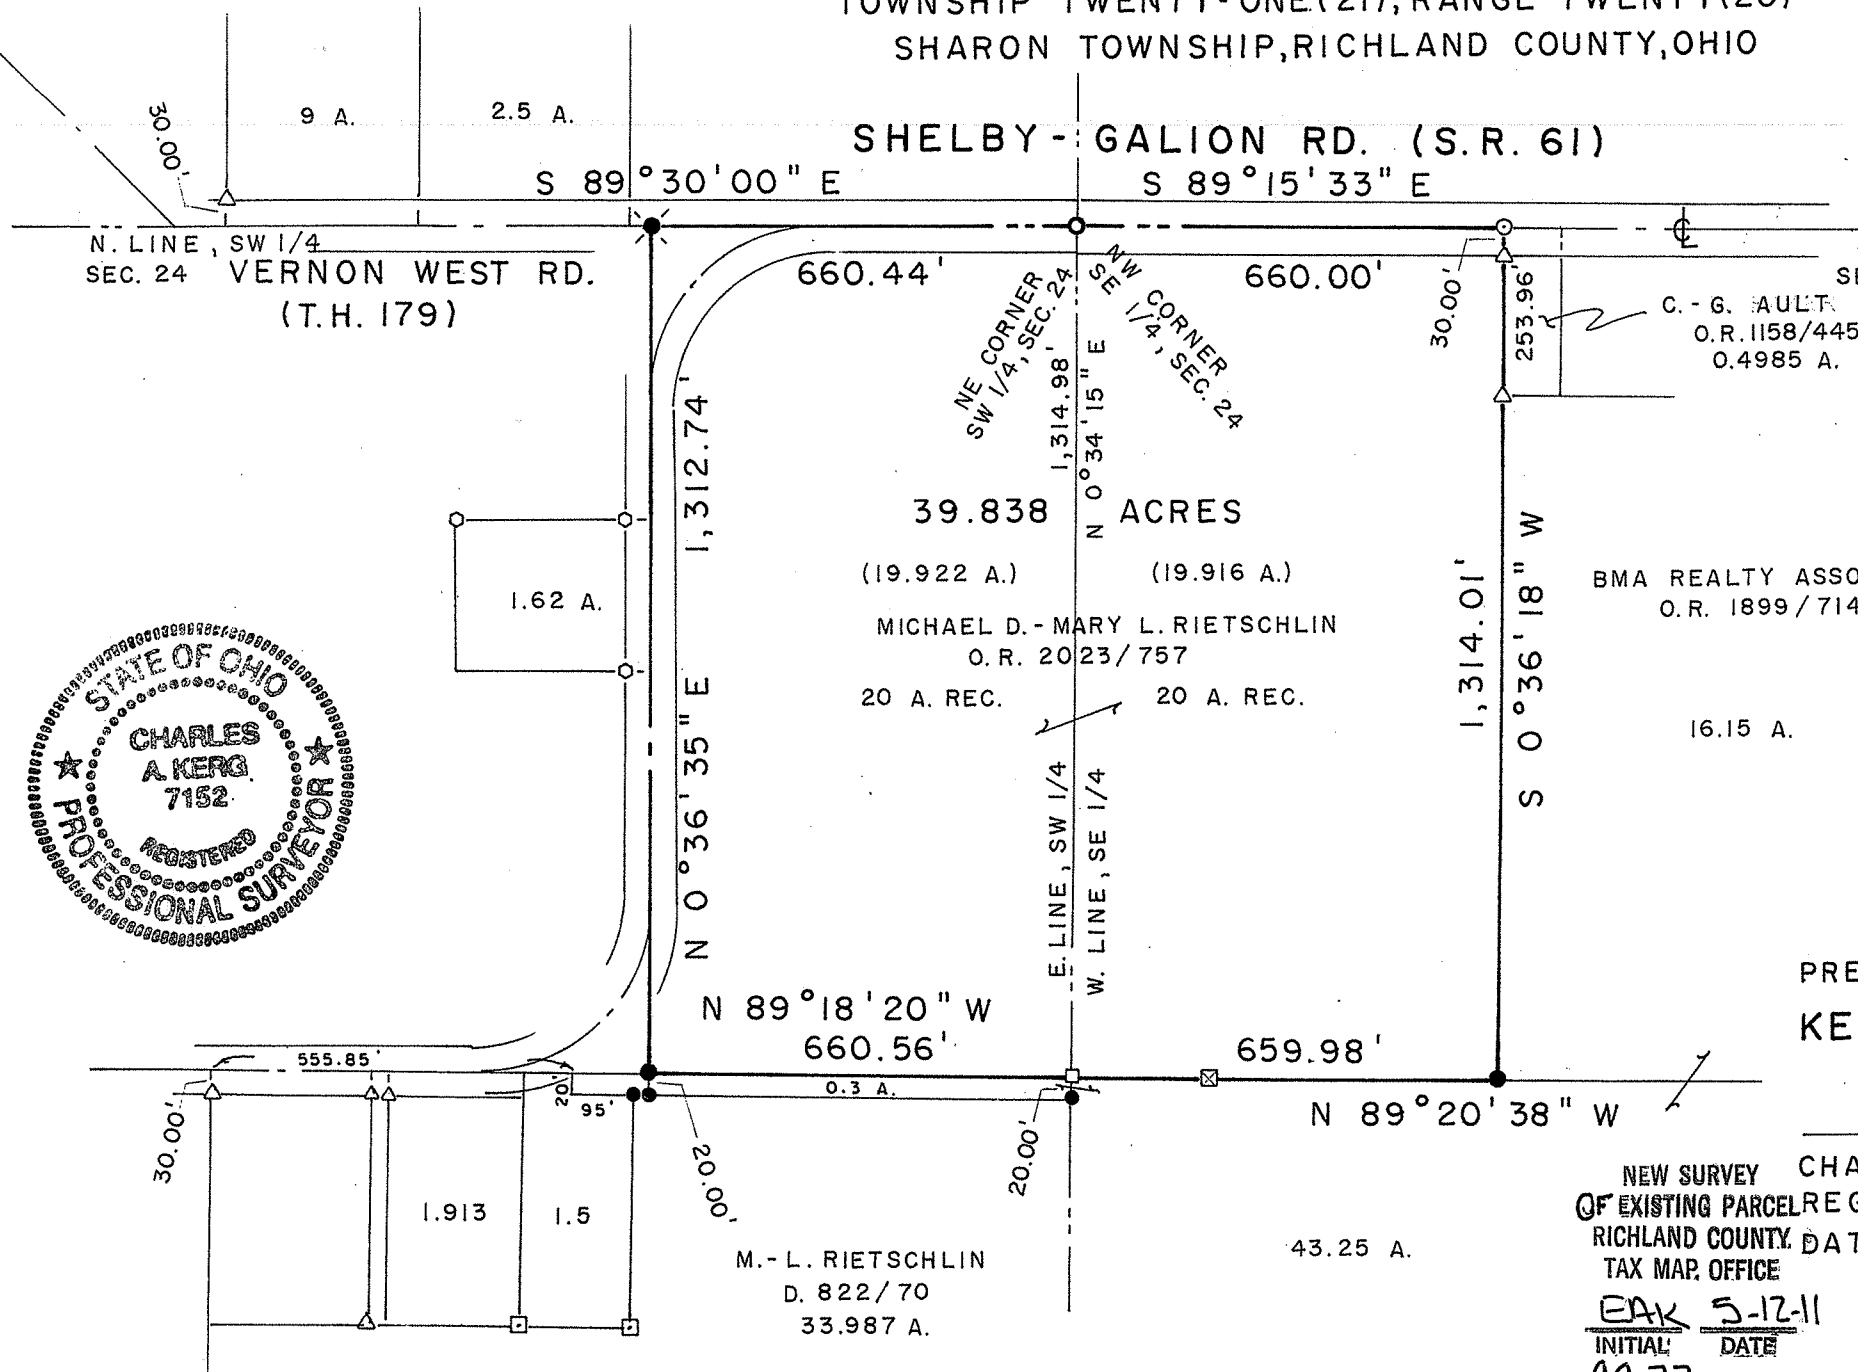 TOWNSHIP TWENTY-ONE(21), RANGE TWENTY(20)
SHARON TOWNSHIP, RICHLAND COUNTY, OHIO
SHELBY-GALION RD. (S.R. 61)
30.00'
9 A.
2.5 A.
S 89°30'00" E
S 89°15'33" E
N. LINE, SW 1/4
SEC. 24
VERNON WEST RD.
(T.H. 179)
660.44'
660.00'
NE CORNER
SW 1/4, SEC. 24
NW CORNER
SE 1/4, SEC. 24
30.00'
253.96'
C.-G. AULT
O.R.1158/445
0.4985 A.
1,314.98'
N 0°34'15" E
1,312.74'
N 0°36'35" E
39.838 ACRES
(19.922 A.)
(19.916 A.)
MICHAEL D.-MARY L. RIETSCHLIN
O.R. 2023/757
20 A. REC.
20 A. REC.
1.62 A.
1,314.01'
S 0°36'18" W
BMA REALTY ASSO
O.R. 1899/714
16.15 A.
STATE OF OHIO
CHARLES
A. KERG
7152
REGISTERED
PROFESSIONAL SURVEYOR
E. LINE, SW 1/4
W. LINE, SE 1/4
N 89°18'20" W
660.56'
659.98'
0.3 A.
N 89°20'38" W
555.85'
20'
95'
30.00'
20.00'
20.00'
1.913
1.5
M.-L. RIETSCHLIN
D. 822/70
33.987 A.
43.25 A.
PRE
KE
CHA
REG
DAT
NEW SURVEY
OF EXISTING PARCEL
RICHLAND COUNTY
TAX MAP. OFFICE
EAK 5-12-11
INITIAL DATE